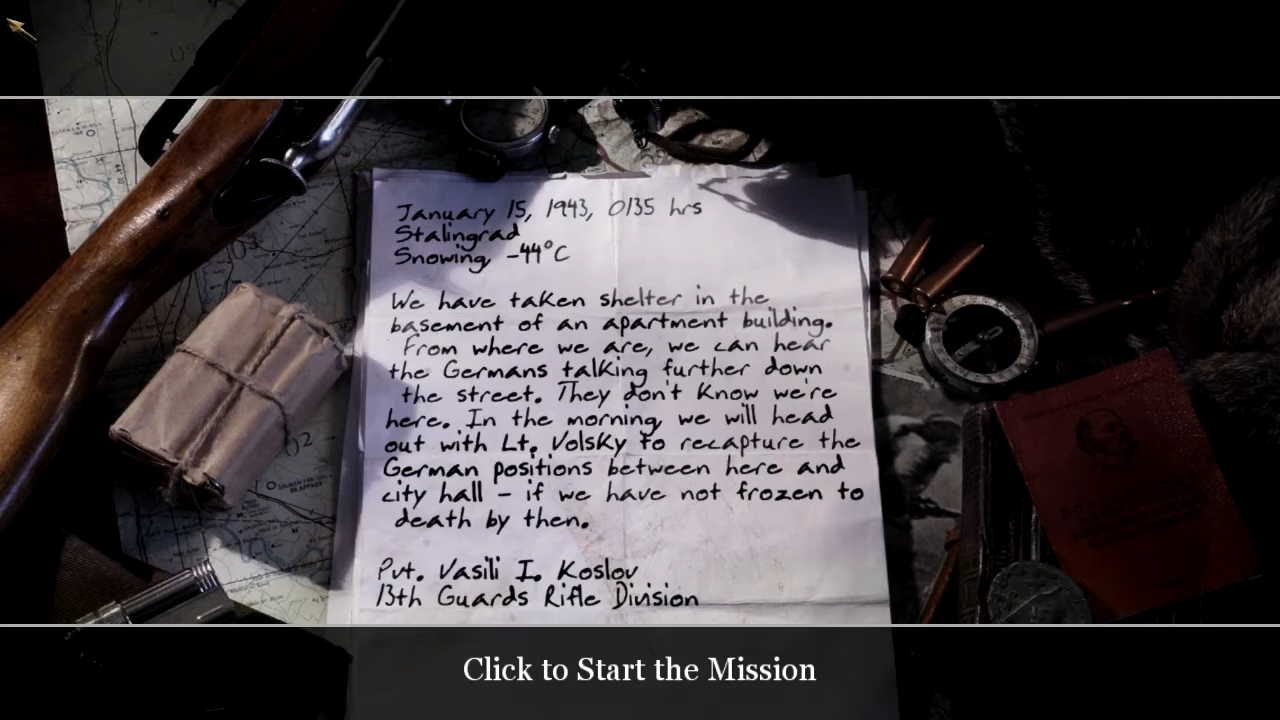 January 15, 1943, 0135 hrs
Stalingrad
Snowing, -44°C
We have taken shelter in the
basement of an apartment building.
From where we are, we can hear
the Germans talking further down
the street. They don't know we're
here. In the morning, we will head
out with Lt. Volsky to recapture the
German positions between here and
city hall - if we have not frozen to
death by then.
Pvt. Vasili I. Koslov
13th Guards Rifle Division
Click to Start the Mission